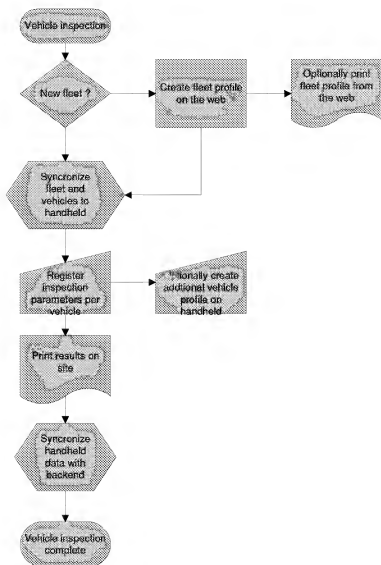 Vehicle inspection
New fleet ?
Create fleet profile
on the web
Optionally print
fleet profile from
the web
Syncronize
fleet and
vehicles to
handheld
Register
inspection
parameters per
vehicle
tionally create
addtional vehicle
profile on
handheld
Print results on
site
Syncronize
handheld
data with
backend
Vehicle inspection
complete